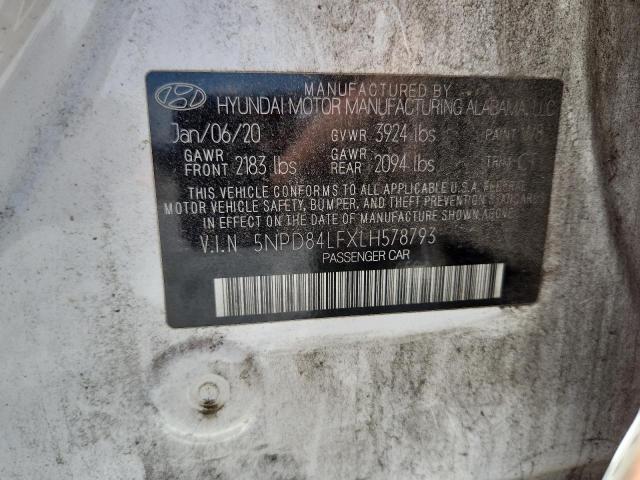 MANUFACTURED BY
HYUNDAI MOTOR MANUFACTURING ALABAMA, LLC
Jan/06/20 GVWR 3924 lbs PAINT
GAWR FRONT 2183 lbs GAWR REAR 2094 lbs TRIM
THIS VEHICLE CONFORMS TO ALL APPLICABLE U.S.A. FEDERAL
MOTOR VEHICLE SAFETY, BUMPER, AND THEFT PREVENTION STANDARDS
IN EFFECT ON THE DATE OF MANUFACTURE SHOWN ABOVE.
V.I.N 5NPD84LFXLH578793
PASSENGER CAR